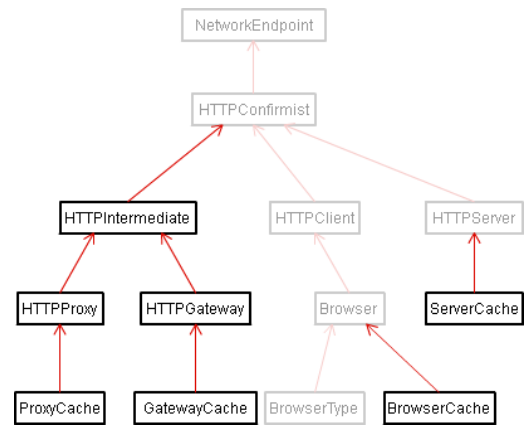 NetworkEndpoint
HTTPConfirmist
HTTPIntermediate
HTTPClient
HTTPServer
HTTPProxy
HTTPGateway
Browser
ServerCache
ProxyCache
GatewayCache
BrowserType
BrowserCache